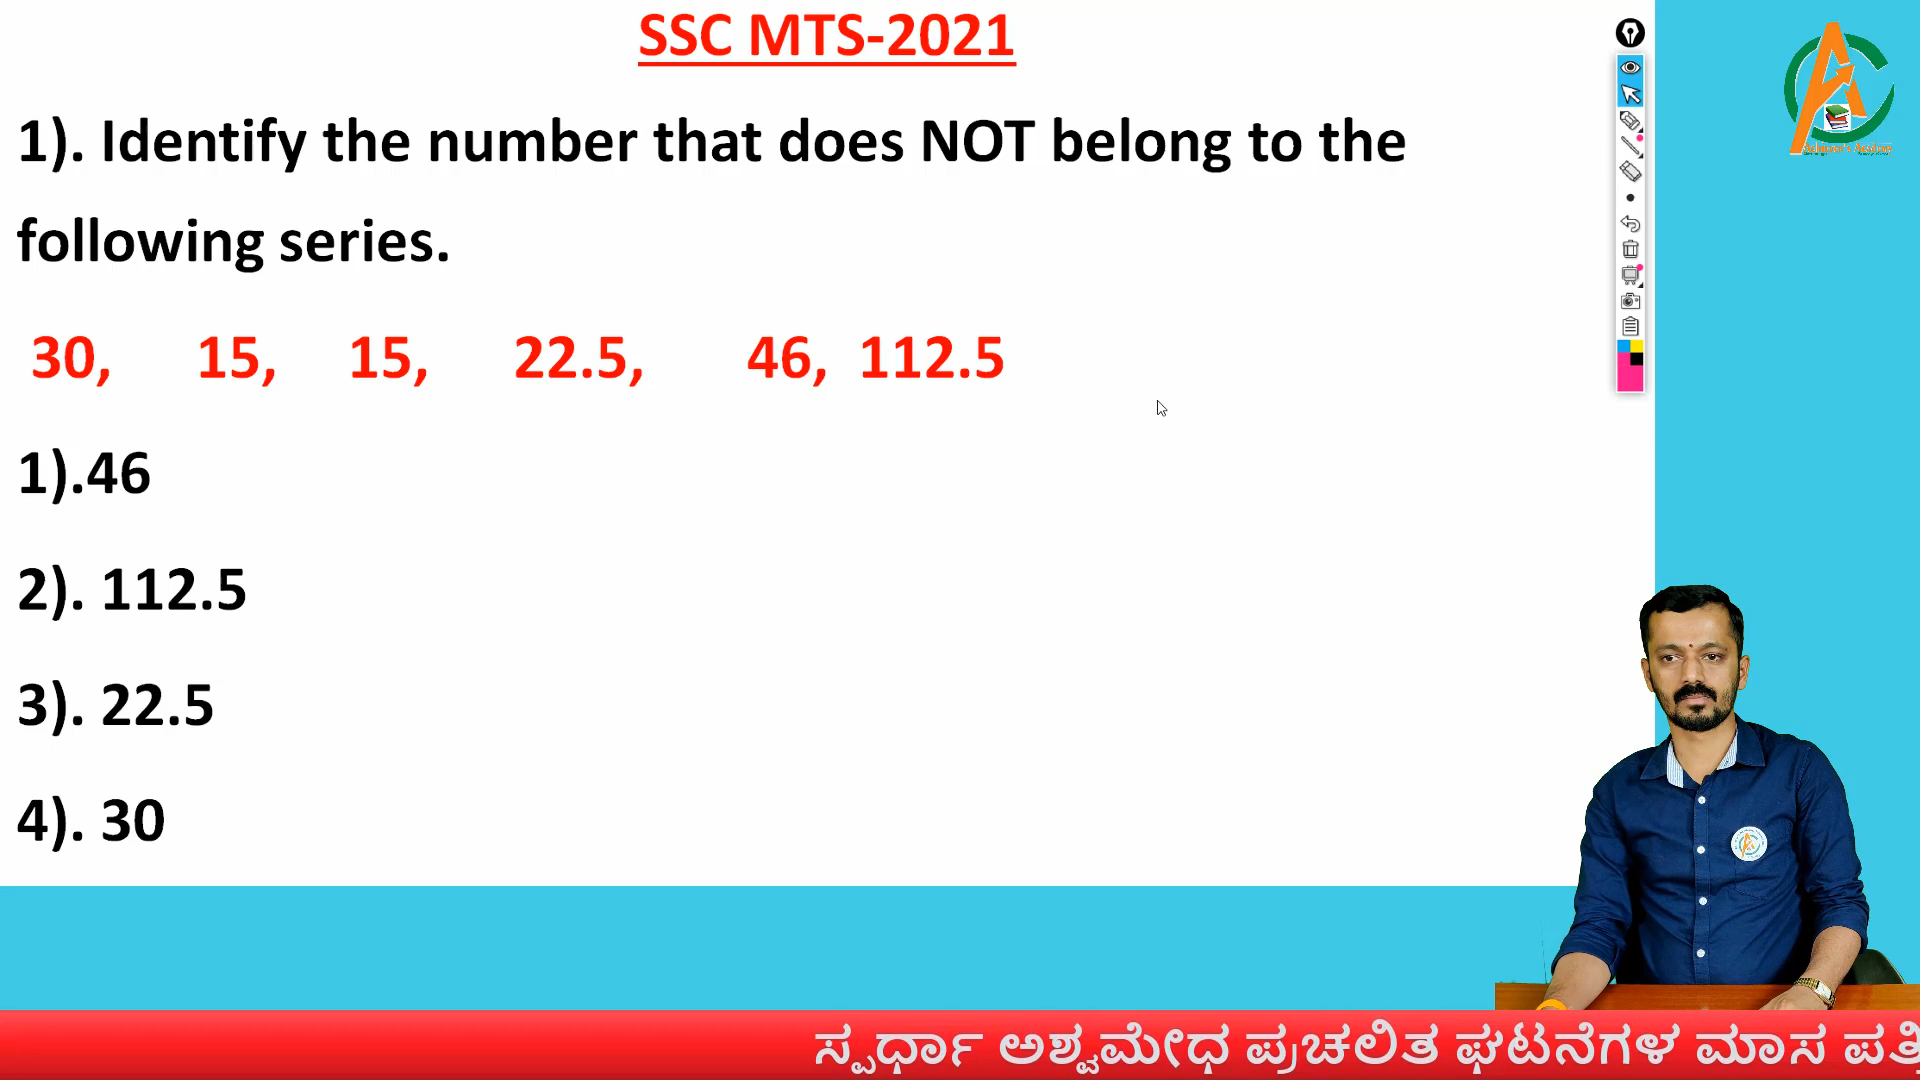 SSC MTS-2021
1). Identify the number that does NOT belong to the
following series.
30, 15, 15, 22.5, 46, 112.5
1).46
2). 112.5
3). 22.5
4). 30
ಸ್ಪರ್ಧಾ ಅಶ್ವಮೇಧ ಪ್ರಚಲಿತ ಘಟನೆಗಳ ಮಾಸ